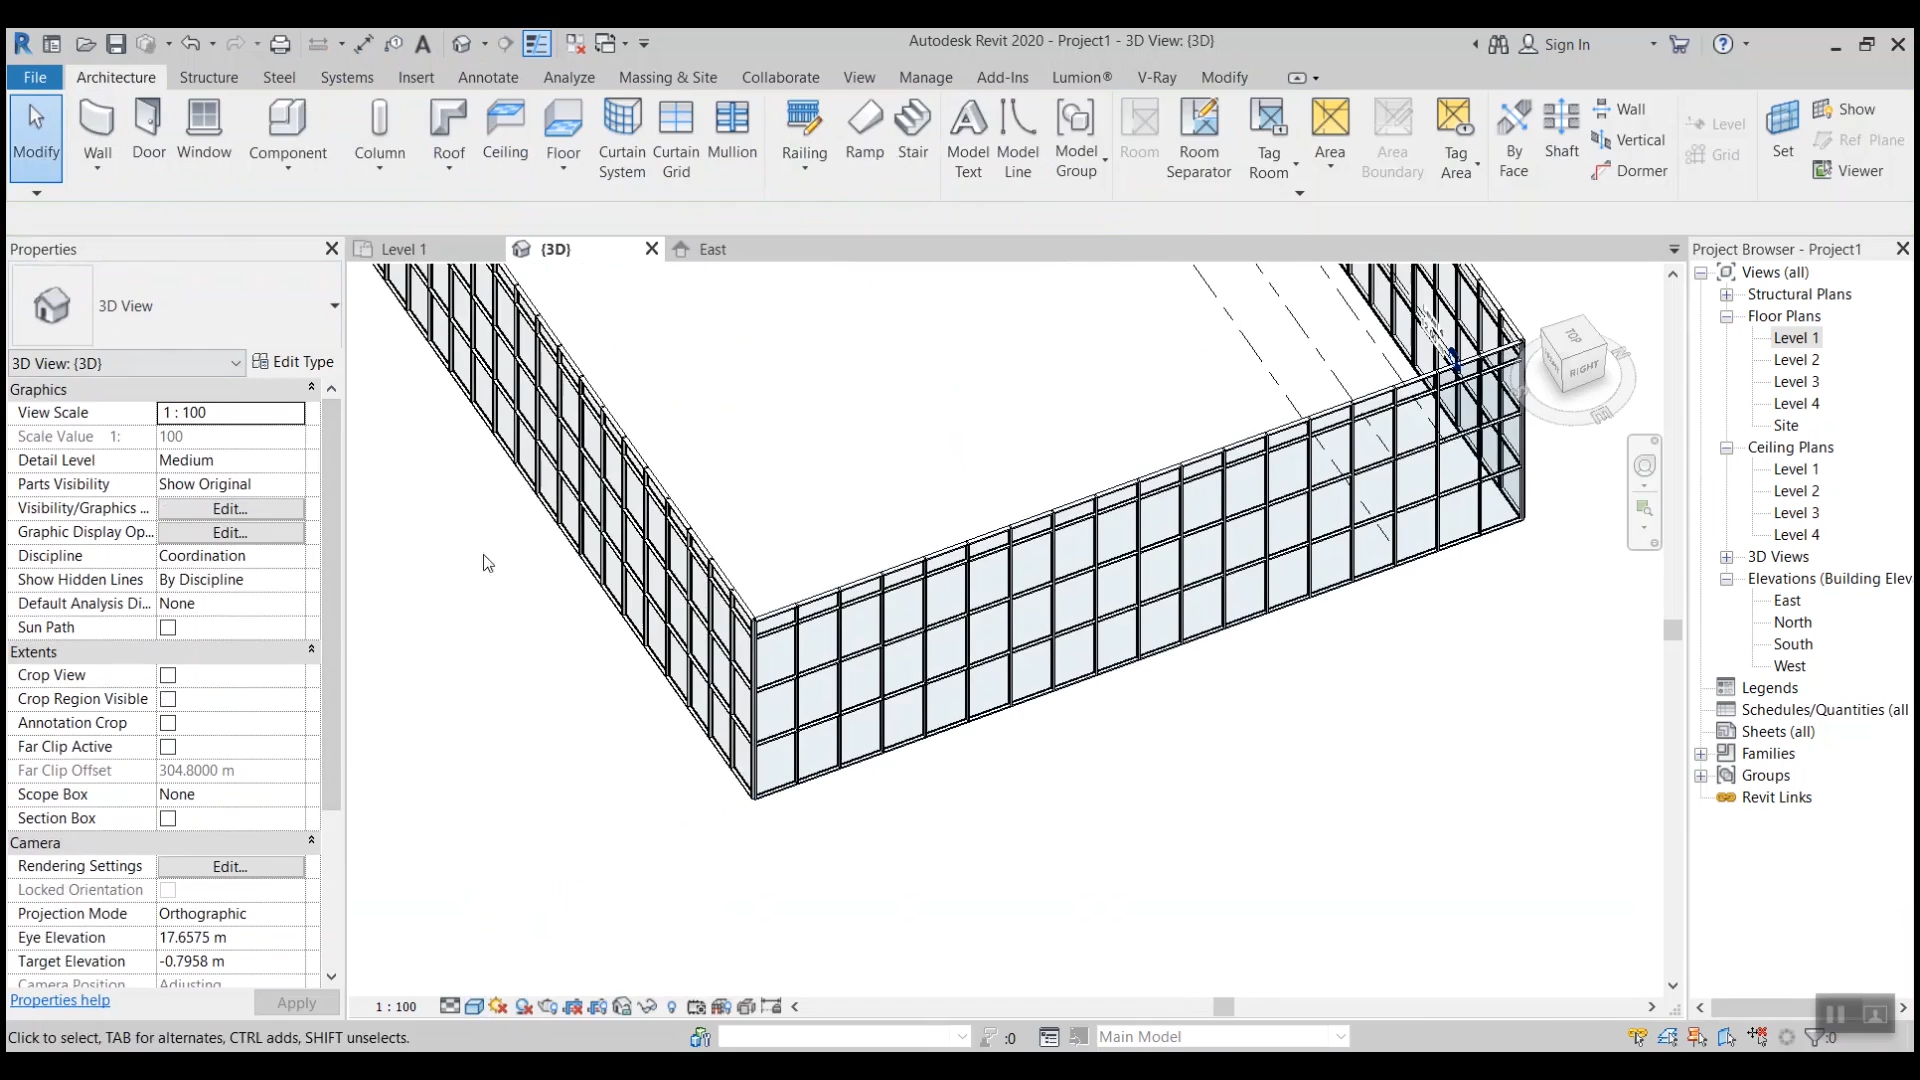 Autodesk Revit 2020 - Project1 - 3D View: {3D}
Sign In
File Architecture Structure Steel Systems Insert Annotate Analyze Massing & Site Collaborate View Manage Add-Ins Lumion® V-Ray Modify
Modify
Wall
Door
Window
Component
Column
Roof
Ceiling
Floor
Curtain
System
Curtain
Grid
Mullion
Railing
Ramp
Stair
Model
Text
Model
Line
Model
Group
Room
Room
Separator
Tag
Room
Area
Area
Boundary
Tag
Area
By
Face
Shaft
Wall
Vertical
Dormer
Level
Grid
Set
Show
Ref Plane
Viewer
Properties
3D View
3D View: {3D}
Edit Type
Graphics
View Scale 1 : 100
Scale Value 1: 100
Detail Level Medium
Parts Visibility Show Original
Visibility/Graphics ... Edit...
Graphic Display Op... Edit...
Discipline Coordination
Show Hidden Lines By Discipline
Default Analysis Di... None
Sun Path
Extents
Crop View
Crop Region Visible
Annotation Crop
Far Clip Active
Far Clip Offset 304.8000 m
Scope Box None
Section Box
Camera
Rendering Settings Edit...
Locked Orientation
Projection Mode Orthographic
Eye Elevation 17.6575 m
Target Elevation -0.7958 m
Camera Position Adjusting
Properties help
Apply
Level 1
{3D}
East
TOP
RIGHT
1 : 100
Project Browser - Project1
Views (all)
Structural Plans
Floor Plans
Level 1
Level 2
Level 3
Level 4
Site
Ceiling Plans
Level 1
Level 2
Level 3
Level 4
3D Views
Elevations (Building Elev
East
North
South
West
Legends
Schedules/Quantities (all
Sheets (all)
Families
Groups
Revit Links
Click to select, TAB for alternates, CTRL adds, SHIFT unselects.
:0
Main Model
:0